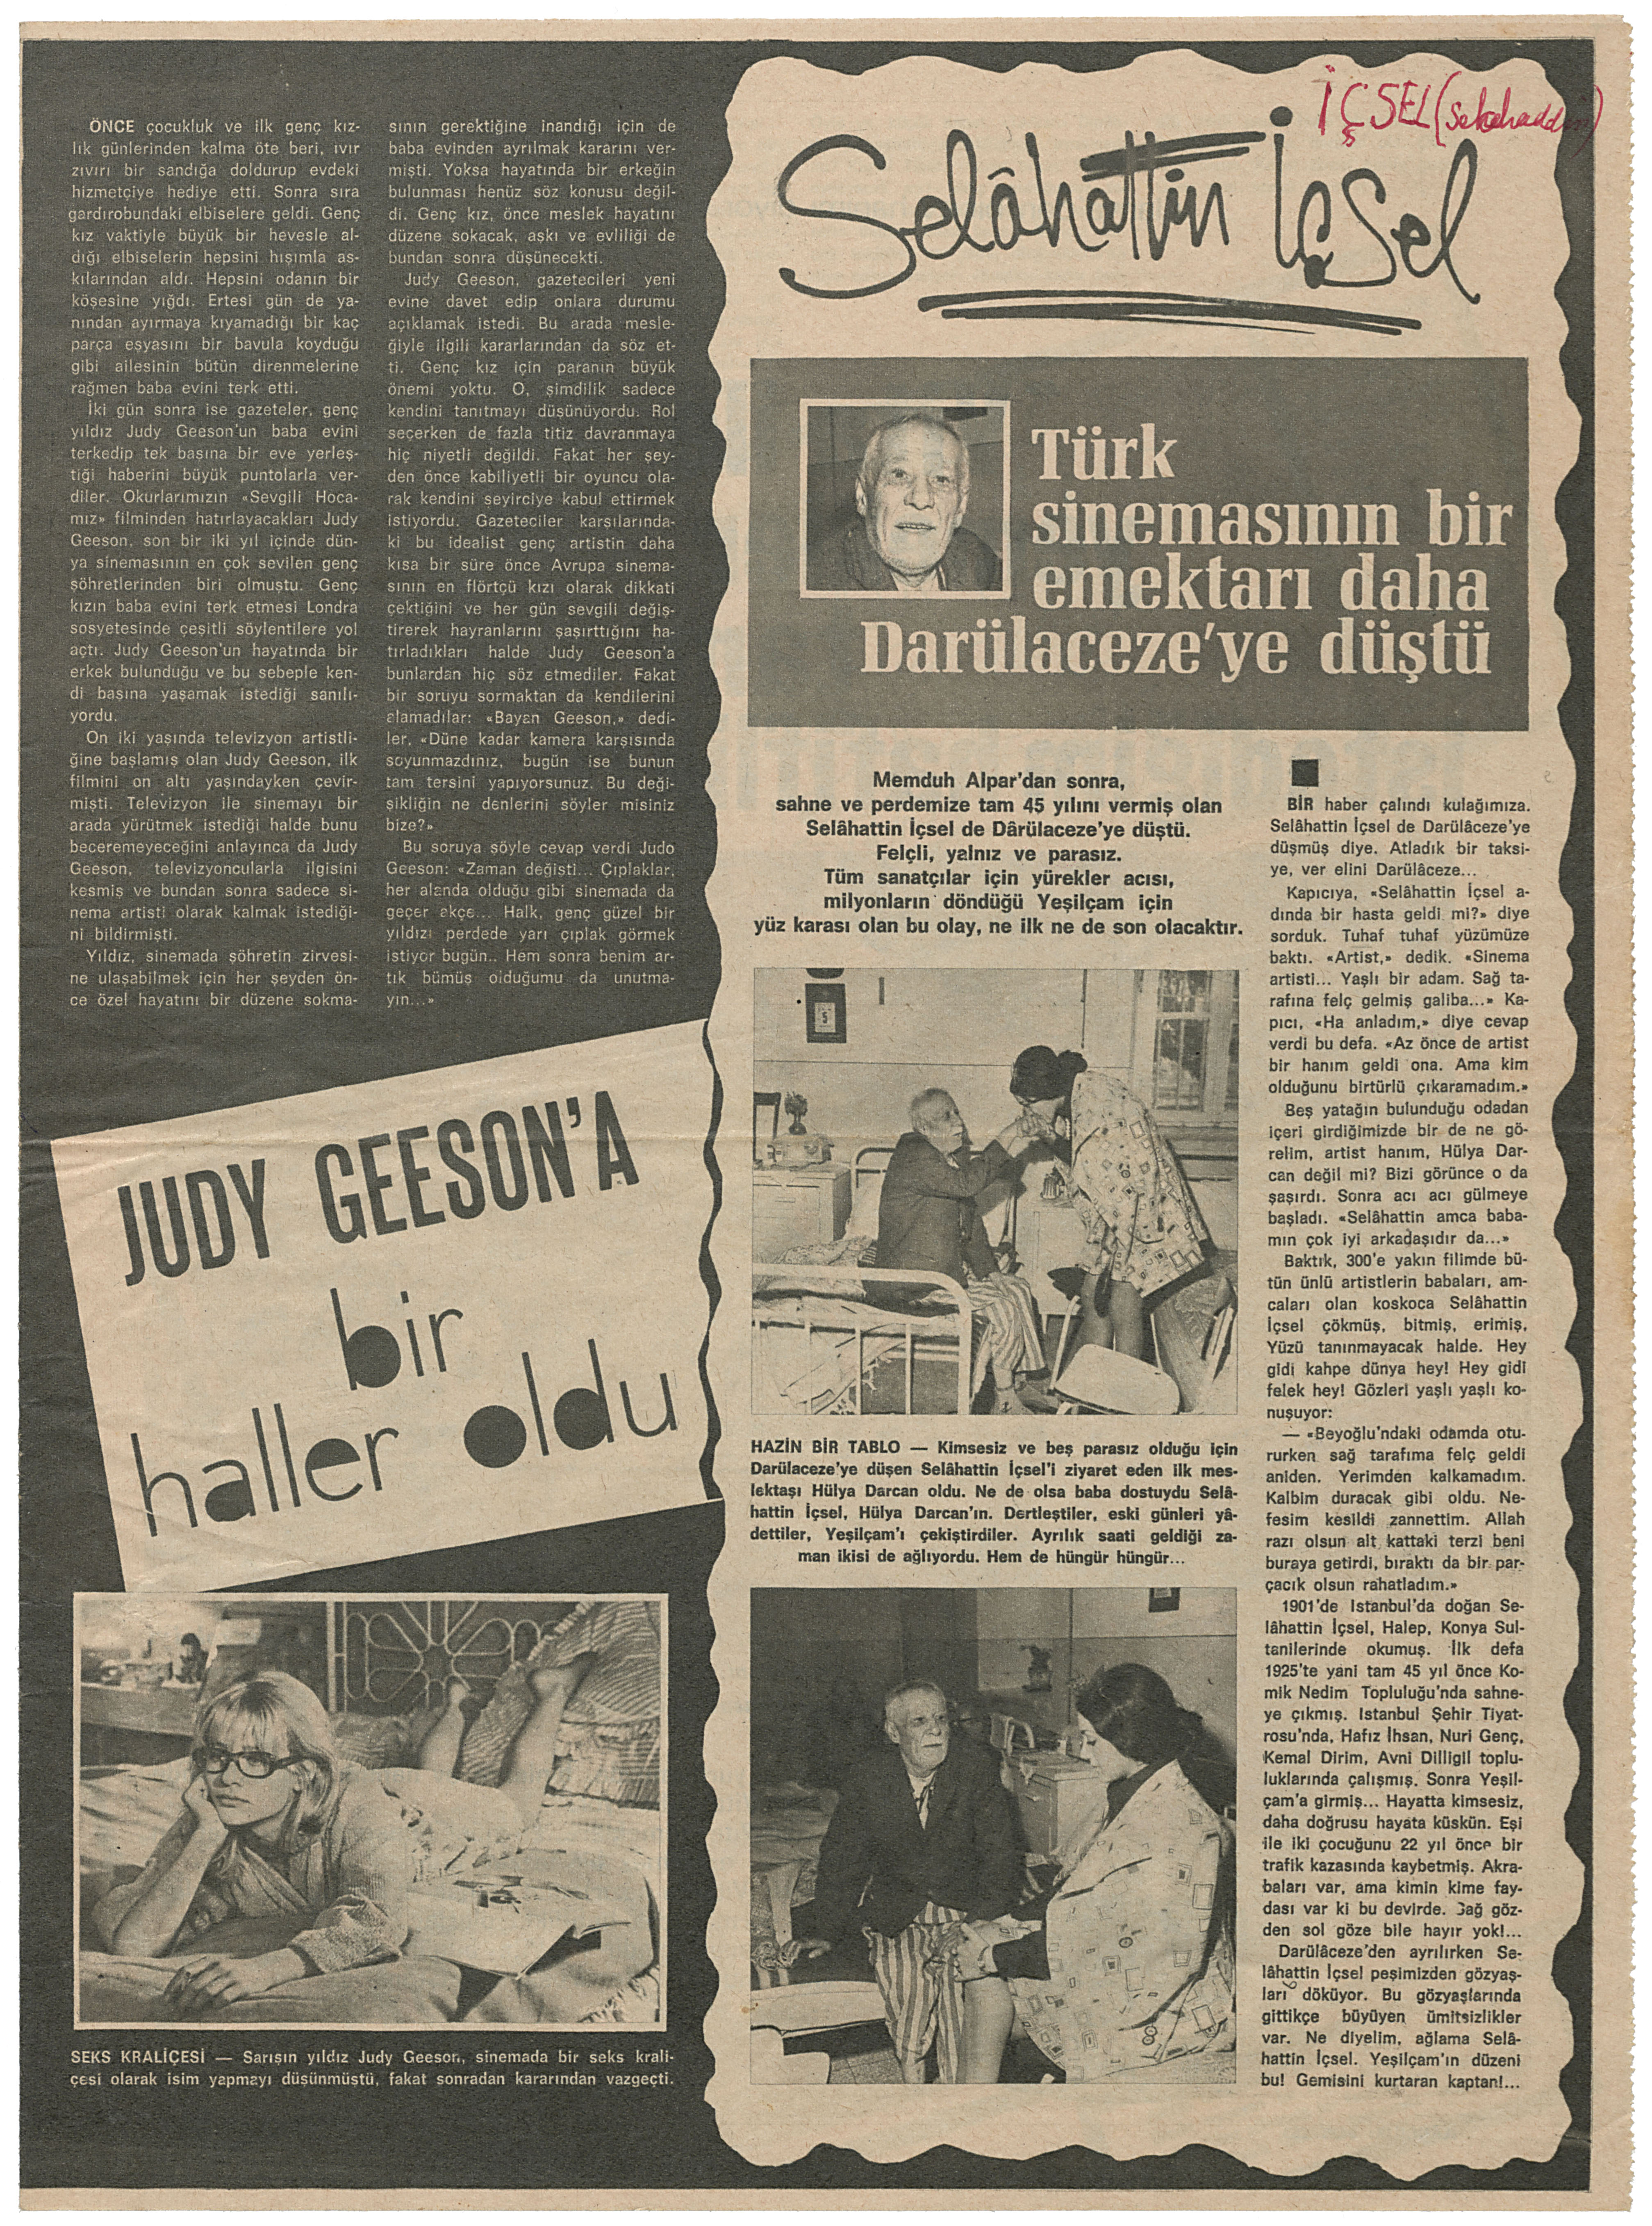 ÖNCE çocukluk ve ilk genç kız-
lık günlerinden kalma öte beri, ıvır
zıvırı bir sandığa doldurup evdeki
hizmetçiye hediye etti. Sonra sıra
gardırobundaki elbiselere geldi. Genç
kız vaktiyle büyük bir hevesle al-
dığı elbiselerin hepsini hışımla as-
kılarından aldı. Hepsini odanın bir
köşesine yığdı. Ertesi gün de ya-
nından ayırmaya kıyamadığı bir kaç
parça eşyasını bir bavula koyduğu
gibi ailesinin bütün direnmelerine
rağmen baba evini terk etti.
İki gün sonra ise gazeteler, genç
yıldız Judy Geeson'un baba evini
terkedip tek başına bir eve yerleş-
tiği haberini büyük puntolarla ver-
diler. Okurlarımızın «Sevgili Hoca-
mız» filminden hatırlayacakları Judy
Geeson, son bir iki yıl içinde dün-
ya sinemasının en çok sevilen genç
şöhretlerinden biri olmuştu. Genç
kızın baba evini terk etmesi Londra
sosyetesinde çeşitli söylentilere yol
açtı. Judy Geeson'un hayatında bir
erkek bulunduğu ve bu sebeple ken-
di başına yaşamak istediği sanılı-
yordu.
On iki yaşında televizyon artistli-
ğine başlamış olan Judy Geeson, ilk
filmini on altı yaşındayken çevir-
mişti. Televizyon ile sinemayı bir
arada yürütmek istediği halde bunu
beceremeyeceğini anlayınca da Judy
Geeson, televizyoncularla ilgisini
kesmiş ve bundan sonra sadece si-
nema artisti olarak kalmak istediği-
ni bildirmişti.
Yıldız, sinemada şöhretin zirvesi-
ne ulaşabilmek için her şeyden ön-
ce özel hayatını bir düzene sokma-
sının gerektiğine inandığı için de
baba evinden ayrılmak kararını ver-
mişti. Yoksa hayatında bir erkeğin
bulunması henüz söz konusu değil-
di. Genç kız, önce meslek hayatını
düzene sokacak, aşkı ve evliliği de
bundan sonra düşünecekti.
Judy Geeson, gazetecileri yeni
evine davet edip onlara durumu
açıklamak istedi. Bu arada mesle-
ğiyle ilgili kararlarından da söz et-
ti. Genç kız için paranın büyük
önemi yoktu. O, şimdilik sadece
kendini tanıtmayı düşünüyordu. Rol
seçerken de fazla titiz davranmaya
hiç niyetli değildi. Fakat her şey-
den önce kabiliyetli bir oyuncu ola-
rak kendini seyirciye kabul ettirmek
istiyordu. Gazeteciler karşılarında-
ki bu idealist genç artistin daha
kısa bir süre önce Avrupa sinema-
sının en flörtçü kızı olarak dikkati
çektiğini ve her gün sevgili değiş-
tirerek hayranlarını şaşırttığını ha-
tırladıkları halde Judy Geeson'a
bunlardan hiç söz etmediler. Fakat
bir soruyu sormaktan da kendilerini
alamadılar: «Bayan Geeson,» dedi-
ler, «Düne kadar kamera karşısında
soyunmazdınız, bugün ise bunun
tam tersini yapıyorsunuz. Bu deği-
şikliğin ne denlerini söyler misiniz
bize?»
Bu soruya şöyle cevap verdi Judo
Geeson: «Zaman değişti... Çıplaklar,
her alanda olduğu gibi sinemada da
geçer akçe... Halk, genç güzel bir
yıldızı perdede yarı çıplak görmek
istiyor bugün.. Hem sonra benim ar-
tık bümüş olduğumu da unutma-
yın...»
JUDY GEESON'A
bir
haller oldu
SEKS KRALİÇESİ — Sarışın yıldız Judy Geeson, sinemada bir seks krali-
çesi olarak isim yapmayı düşünmüştü, fakat sonradan kararından vazgeçti.
İÇSEL (Selahaddin)
Selâhattin İçsel
Türk
sinemasının bir
emektarı daha
Darülaceze'ye düştü
Memduh Alpar'dan sonra,
sahne ve perdemize tam 45 yılını vermiş olan
Selâhattin İçsel de Dârülaceze'ye düştü.
Felçli, yalnız ve parasız.
Tüm sanatçılar için yürekler acısı,
milyonların döndüğü Yeşilçam için
yüz karası olan bu olay, ne ilk ne de son olacaktır.
5
HAZİN BİR TABLO — Kimsesiz ve beş parasız olduğu için
Darülaceze'ye düşen Selâhattin İçsel'i ziyaret eden ilk mes-
lektaşı Hülya Darcan oldu. Ne de olsa baba dostuydu Selâ-
hattin İçsel, Hülya Darcan'ın. Dertleştiler, eski günleri yâ-
dettiler, Yeşilçam'ı çekiştirdiler. Ayrılık saati geldiği za-
man ikisi de ağlıyordu. Hem de hüngür hüngür...
BİR haber çalındı kulağımıza.
Selâhattin İçsel de Darülâceze'ye
düşmüş diye. Atladık bir taksi-
ye, ver elini Darülâceze...
Kapıcıya, «Selâhattin İçsel a-
dında bir hasta geldi mi?» diye
sorduk. Tuhaf tuhaf yüzümüze
baktı. «Artist,» dedik. «Sinema
artisti... Yaşlı bir adam. Sağ ta-
rafına felç gelmiş galiba...» Ka-
pıcı, «Ha anladım,» diye cevap
verdi bu defa. «Az önce de artist
bir hanım geldi ona. Ama kim
olduğunu birtürlü çıkaramadım.»
Beş yatağın bulunduğu odadan
içeri girdiğimizde bir de ne gö-
relim, artist hanım, Hülya Dar-
can değil mi? Bizi görünce o da
şaşırdı. Sonra acı acı gülmeye
başladı. «Selâhattin amca baba-
mın çok iyi arkadaşıdır da...»
Baktık, 300'e yakın filimde bü-
tün ünlü artistlerin babaları, am-
caları olan koskoca Selâhattin
İçsel çökmüş, bitmiş, erimiş,
Yüzü tanınmayacak halde. Hey
gidi kahpe dünya hey! Hey gidi
felek hey! Gözleri yaşlı yaşlı ko-
nuşuyor:
— «Beyoğlu'ndaki odamda otu-
rurken sağ tarafıma felç geldi
aniden. Yerimden kalkamadım.
Kalbim duracak gibi oldu. Ne-
fesim kesildi zannettim. Allah
razı olsun alt kattaki terzi beni
buraya getirdi, bıraktı da bir par-
çacık olsun rahatladım.»
1901'de Istanbul'da doğan Se-
lâhattin İçsel, Halep, Konya Sul-
tanilerinde okumuş. İlk defa
1925'te yani tam 45 yıl önce Ko-
mik Nedim Topluluğu'nda sahne-
ye çıkmış. Istanbul Şehir Tiyat-
rosu'nda, Hafız İhsan, Nuri Genç,
Kemal Dirim, Avni Dilligil toplu-
luklarında çalışmış. Sonra Yeşil-
çam'a girmiş... Hayatta kimsesiz,
daha doğrusu hayata küskün. Eşi
ile iki çocuğunu 22 yıl önce bir
trafik kazasında kaybetmiş. Akra-
baları var, ama kimin kime fay-
dası var ki bu devirde. Sağ göz-
den sol göze bile hayır yok!...
Darülâceze'den ayrılırken Se-
lâhattin İçsel peşimizden gözyaş-
ları döküyor. Bu gözyaşlarında
gittikçe büyüyen ümitsizlikler
var. Ne diyelim, ağlama Selâ-
hattin İçsel. Yeşilçam'ın düzeni
bu! Gemisini kurtaran kaptan!...